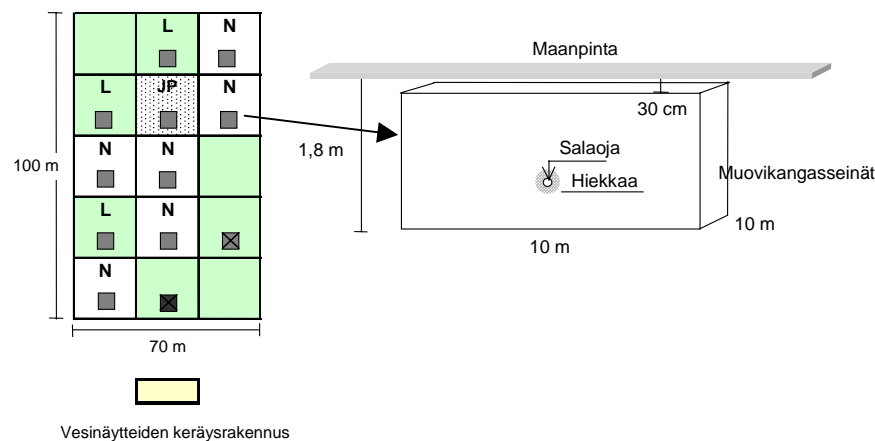 L N
L JP N
N N
L N
N
100 m
70 m
Vesinäytteiden keräysrakennus
Maanpinta
30 cm
1,8 m
Salaoja
Hiekkaa
Muovikangasseinät
10 m
10 m